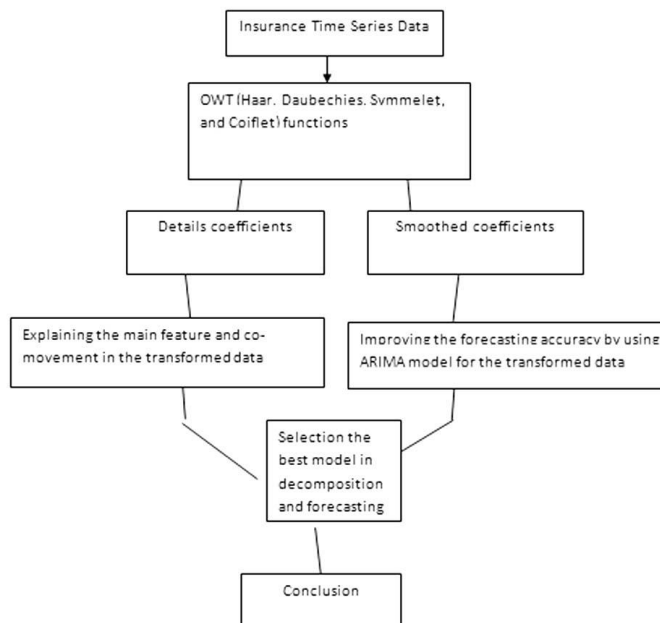 Insurance Time Series Data
OWT (Haar, Daubechies, Symmelet,
and Coiflet) functions
Details coefficients
Smoothed coefficients
Explaining the main feature and co-
movement in the transformed data
Improving the forecasting accuracy by using
ARIMA model for the transformed data
Selection the
best model in
decomposition
and forecasting
Conclusion